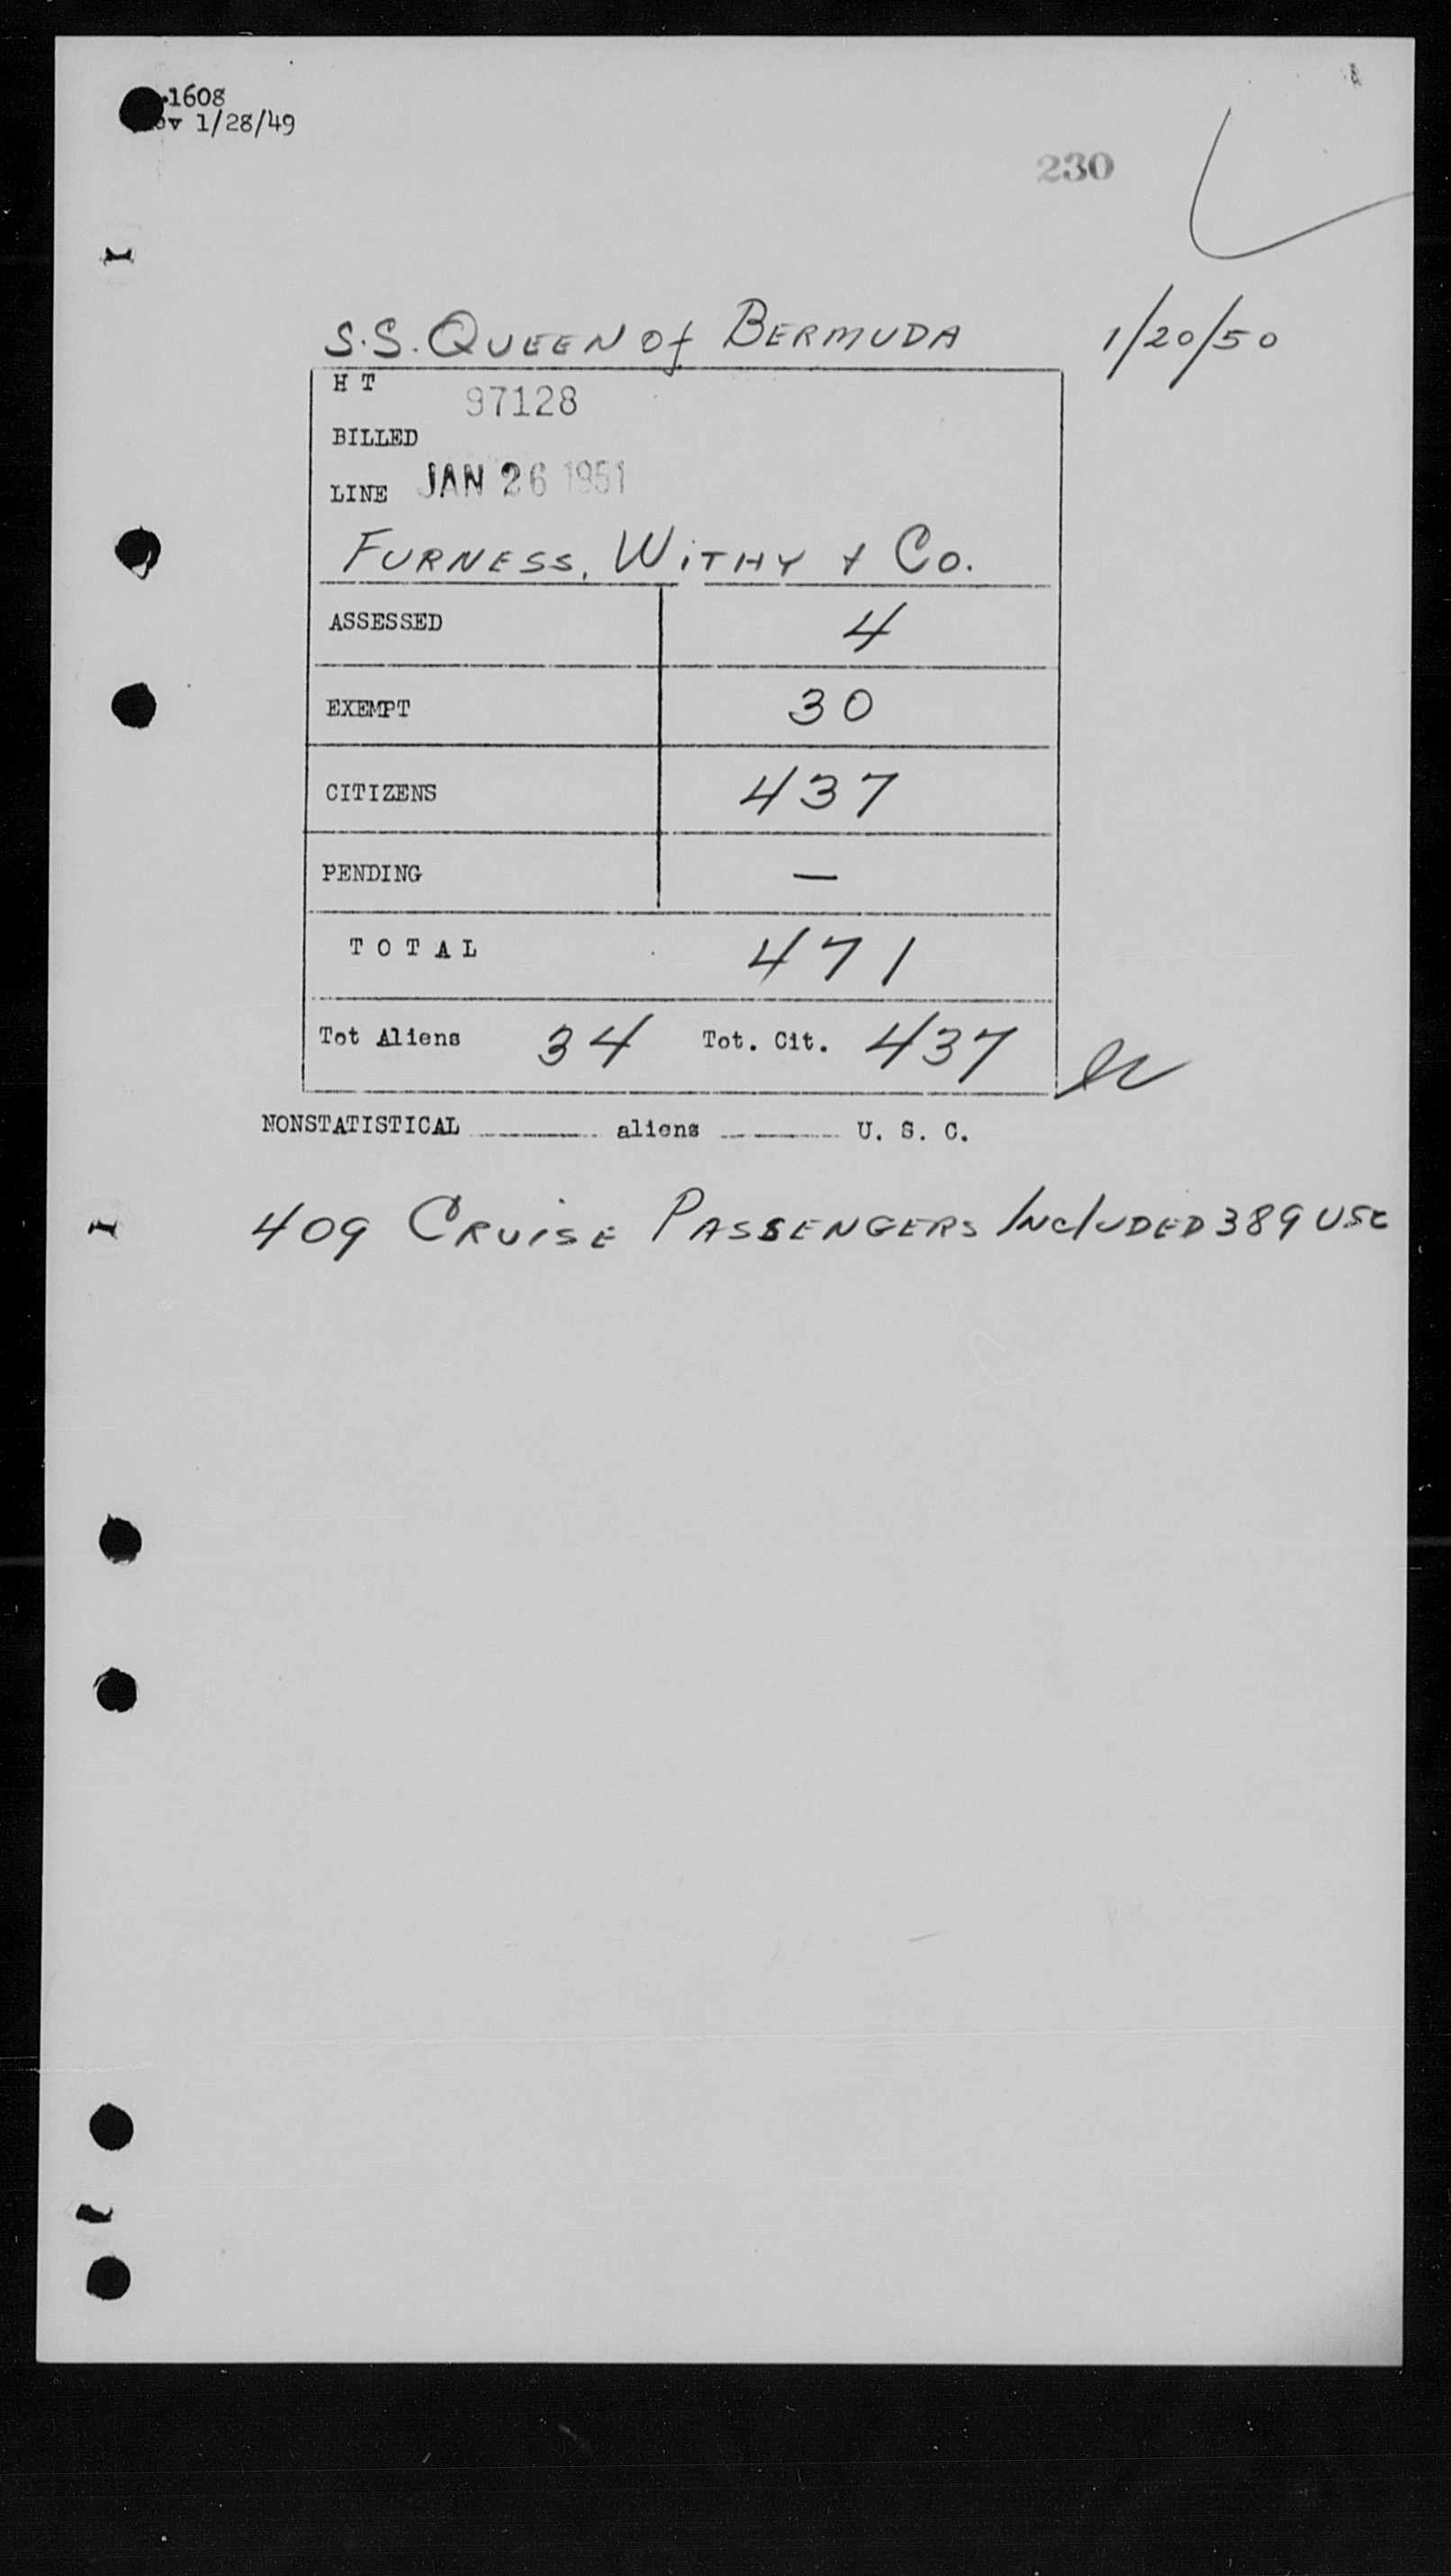 1608
v 1/28/49
230
S.S. QUEEN of BERMUDA 1/20/50
H T 97128
BILLED
LINE JAN 26 1951
FURNESS, WITHY & Co.
ASSESSED 4
EXEMPT 30
CITIZENS 437
PENDING —
TOTAL 471
Tot Aliens 34 Tot. Cit. 437
NONSTATISTICAL aliens U. S. C.
409 CRUISE PASSENGERS INCLUDED 389 USC